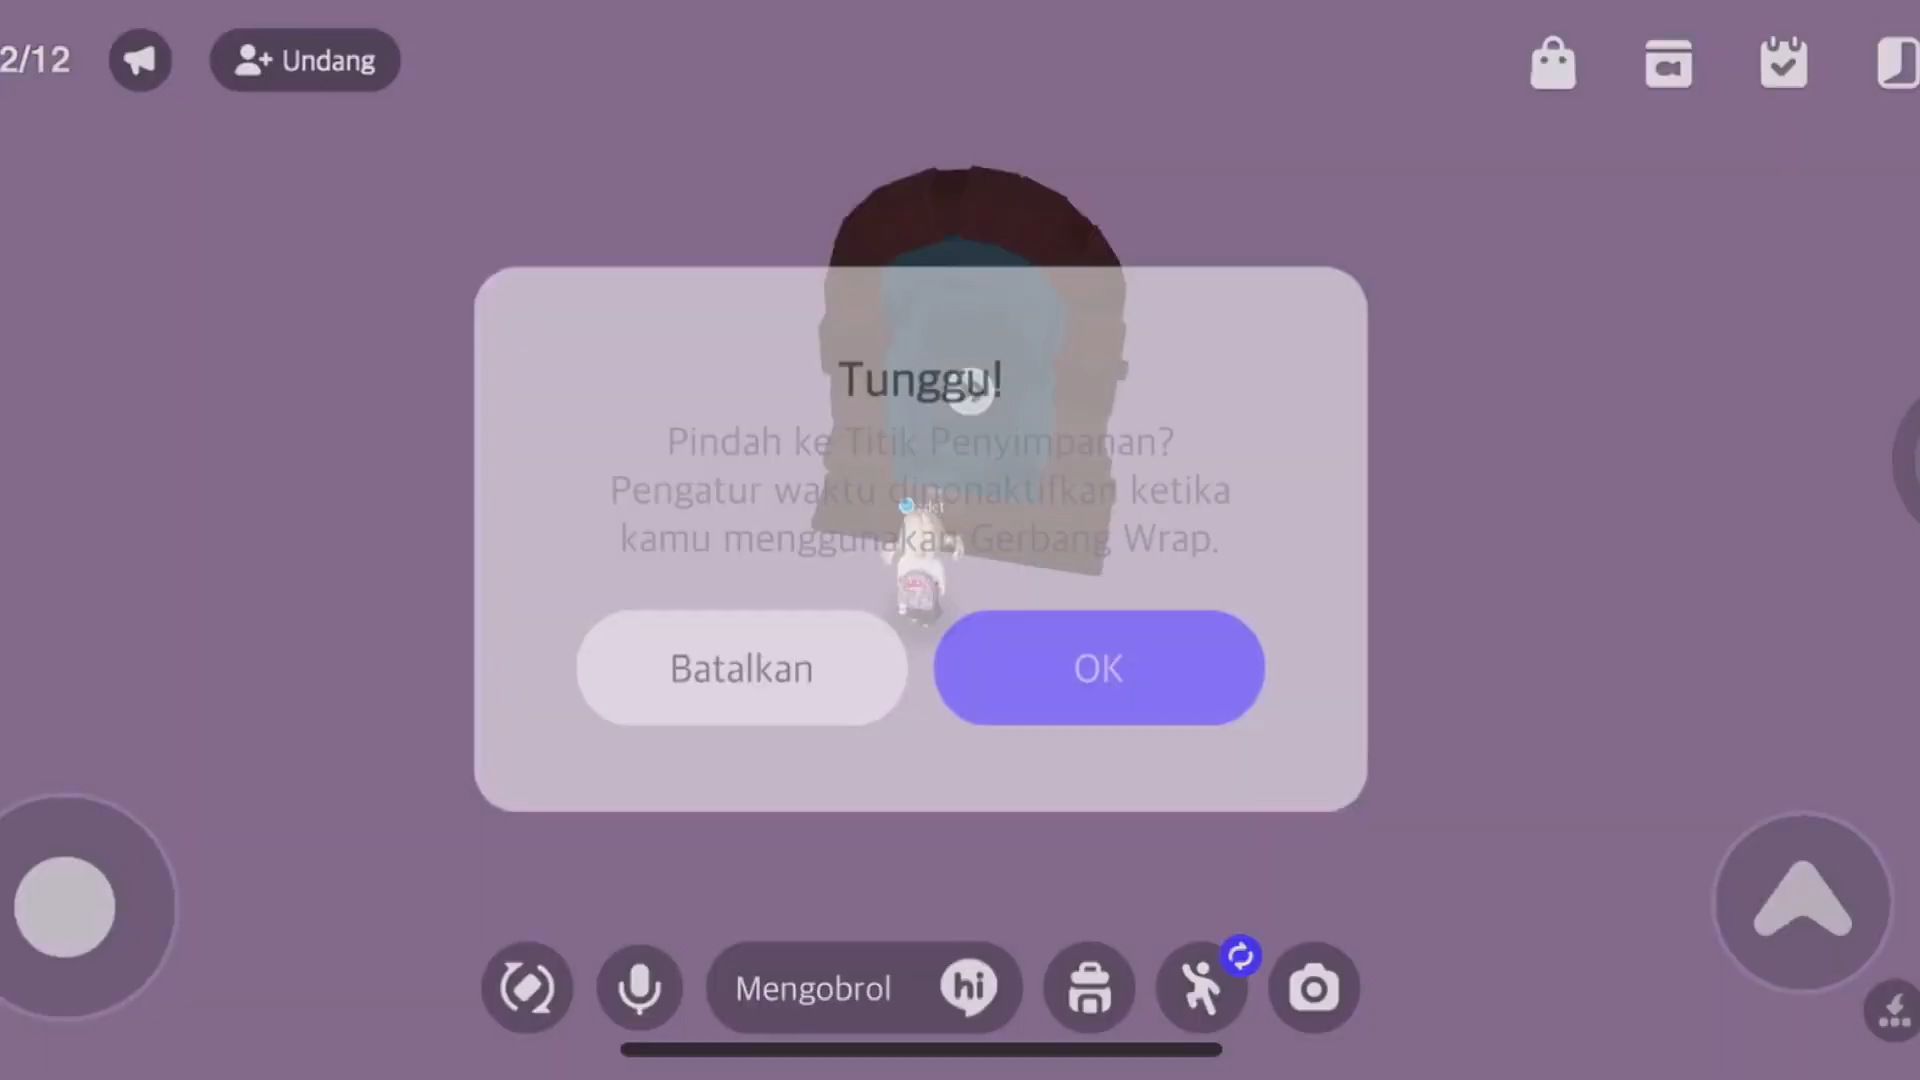 2/12
Undang
Tunggu!
Pindah ke Titik Penyimpanan?
Pengatur waktu dinonaktifkan ketika
kamu menggunakan Gerbang Wrap.
Batalkan
OK
Mengobrol
hi